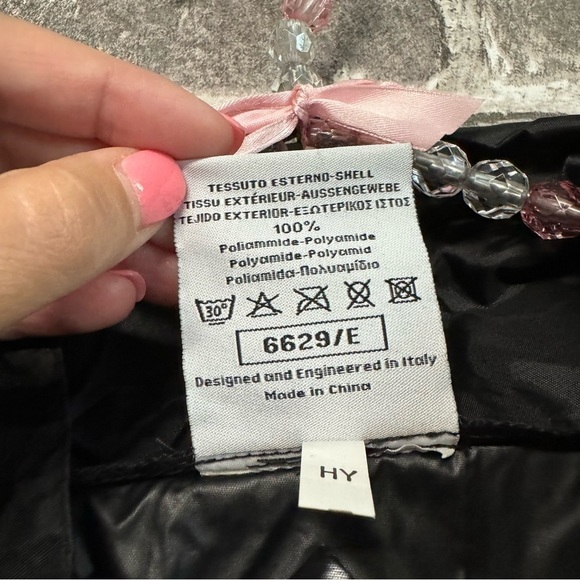 TESSUTO ESTERNO-SHELL
TISSU EXTÉRIEUR-AUSSENGEWEBE
TEJIDO EXTERIOR-ΕΞΩΤΕΡΙΚΟΣ ΙΣΤΟΣ
100%
Poliammide-Polyamide
Polyamide-Polyamid
Poliamida-Πολυαμίδιο
30°
6629/E
Designed and Engineered in Italy
Made in China
HY